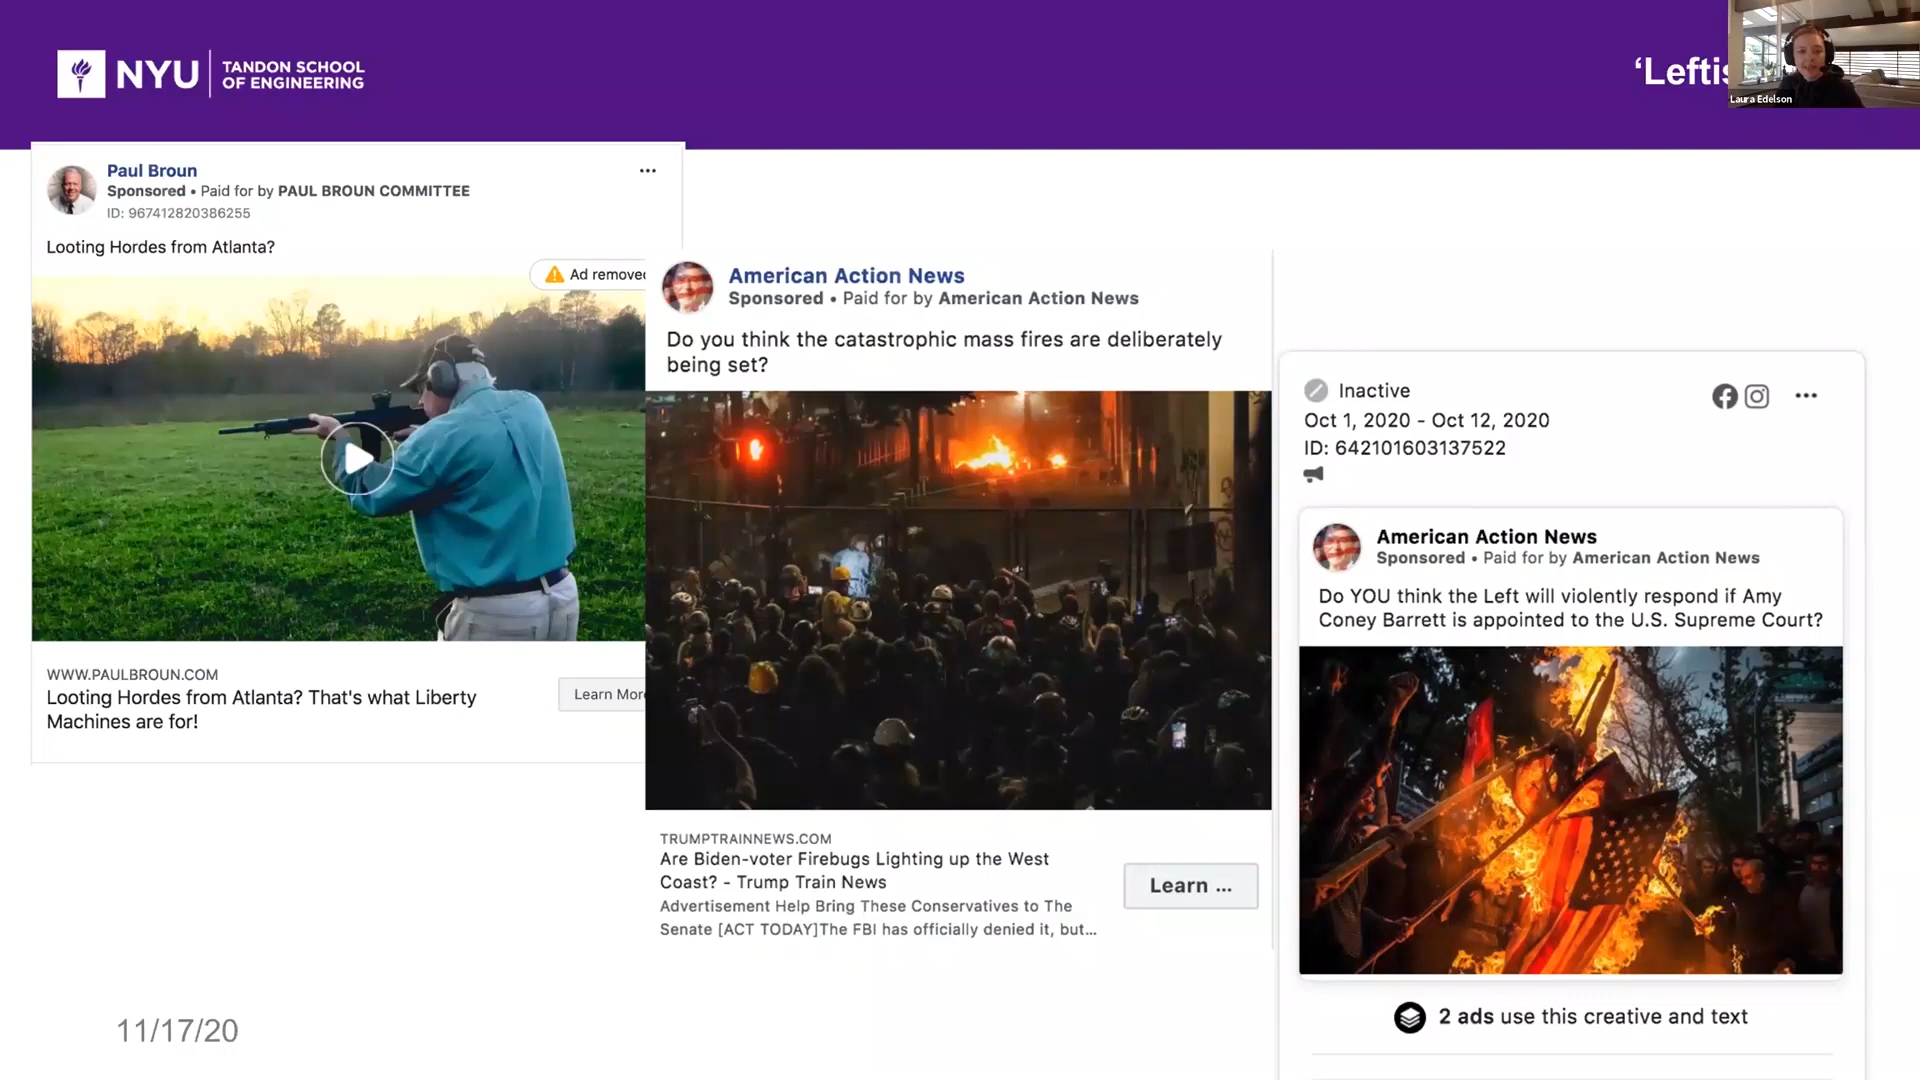 NYU
TANDON SCHOOL
OF ENGINEERING
‘Leftis
Laura Edelson
Paul Broun
Sponsored • Paid for by PAUL BROUN COMMITTEE
ID: 967412820386255
Looting Hordes from Atlanta?
Ad removed
WWW.PAULBROUN.COM
Looting Hordes from Atlanta? That's what Liberty
Machines are for!
Learn More
American Action News
Sponsored • Paid for by American Action News
Do you think the catastrophic mass fires are deliberately
being set?
TRUMPTRAINNEWS.COM
Are Biden-voter Firebugs Lighting up the West
Coast? - Trump Train News
Advertisement Help Bring These Conservatives to The
Senate [ACT TODAY]The FBI has officially denied it, but...
Learn ...
Inactive
Oct 1, 2020 - Oct 12, 2020
ID: 642101603137522
American Action News
Sponsored • Paid for by American Action News
Do YOU think the Left will violently respond if Amy
Coney Barrett is appointed to the U.S. Supreme Court?
2 ads use this creative and text
11/17/20